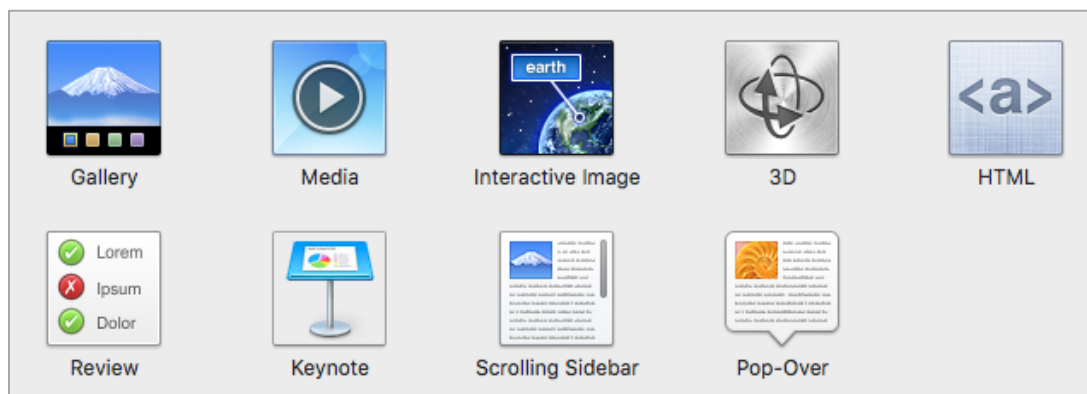 earth
<a>
Gallery
Media
Interactive Image
3D
HTML
Lorem
Ipsum
Dolor
Review
Keynote
Scrolling Sidebar
Pop-Over